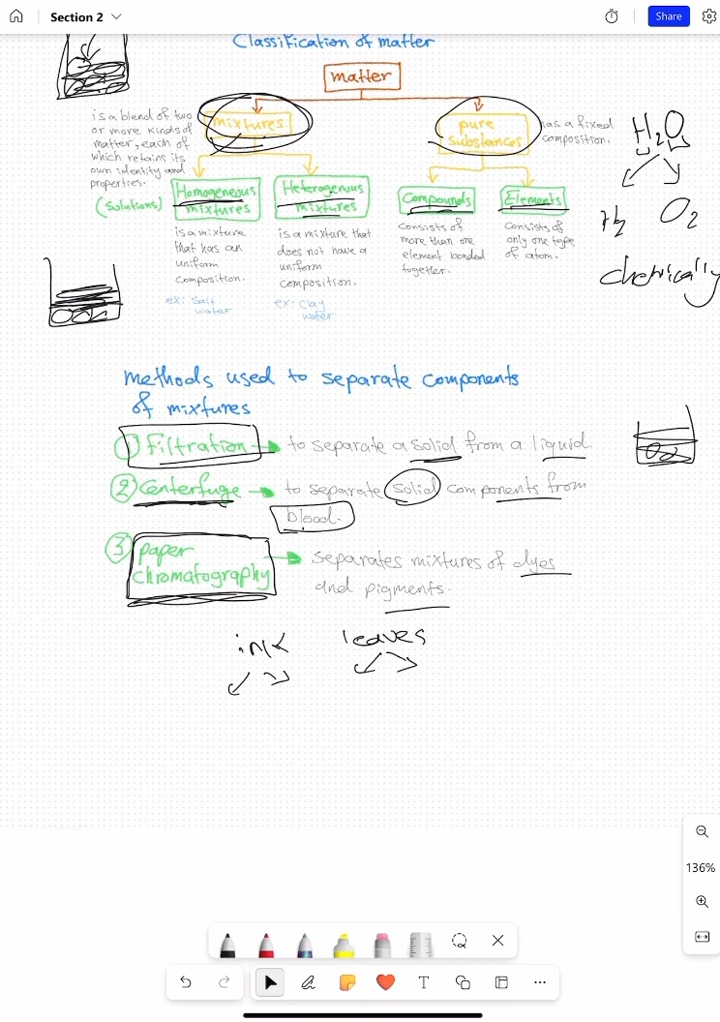 Section 2
Share
Classification of matter
matter
is a blend of two
or more kinds of
matter, each of
which retains its
own identity and
properties.
mixtures
pure
substances
has a fixed
composition.
H₂O
H₂ O₂
chemically
(Solutions)
Homogeneous
mixtures
Heterogenous
mixtures
Compounds
Elements
is a mixture
that has an
uniform
composition.
ex: Salt
water
is a mixture that
does not have a
uniform
composition.
ex: Clay
water
consists of
more than one
element bonded
together.
Consists of
only one type
of atom.
methods used to separate components
of mixtures
① Filtration → to separate a solid from a liquid.
② Centerfuge → to separate solid components from
blood.
③ paper
chromatography → separates mixtures of dyes
and pigments.
ink leaves
136%
T